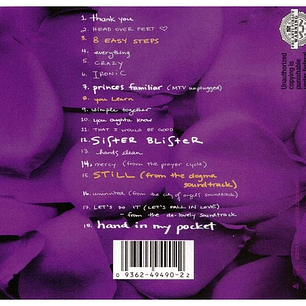 1. thank you
2. HEAD OVER FEET ♡
3. 8 EASY STEPS
4. everything
5. CRAZY
6. IRONiC
7. princes familiar (MTV unplugged)
8. you Learn
9. simple together
10. you oughta know
11. THAT I WOULD BE GOOD
12. SiSTER BLiSTER
13. hands clean
14. mercy (from the prayer cycle)
15. STiLL (from the dogma
soundtrack)
16. uninvited (from the city of angels soundtrack)
17. LET'S DO IT (LET'S FALL IN LOVE)
- from the de-lovely soundtrack
18. hand in my pocket
0 9362-49490-2 2
Unauthorized
copying is
punishable